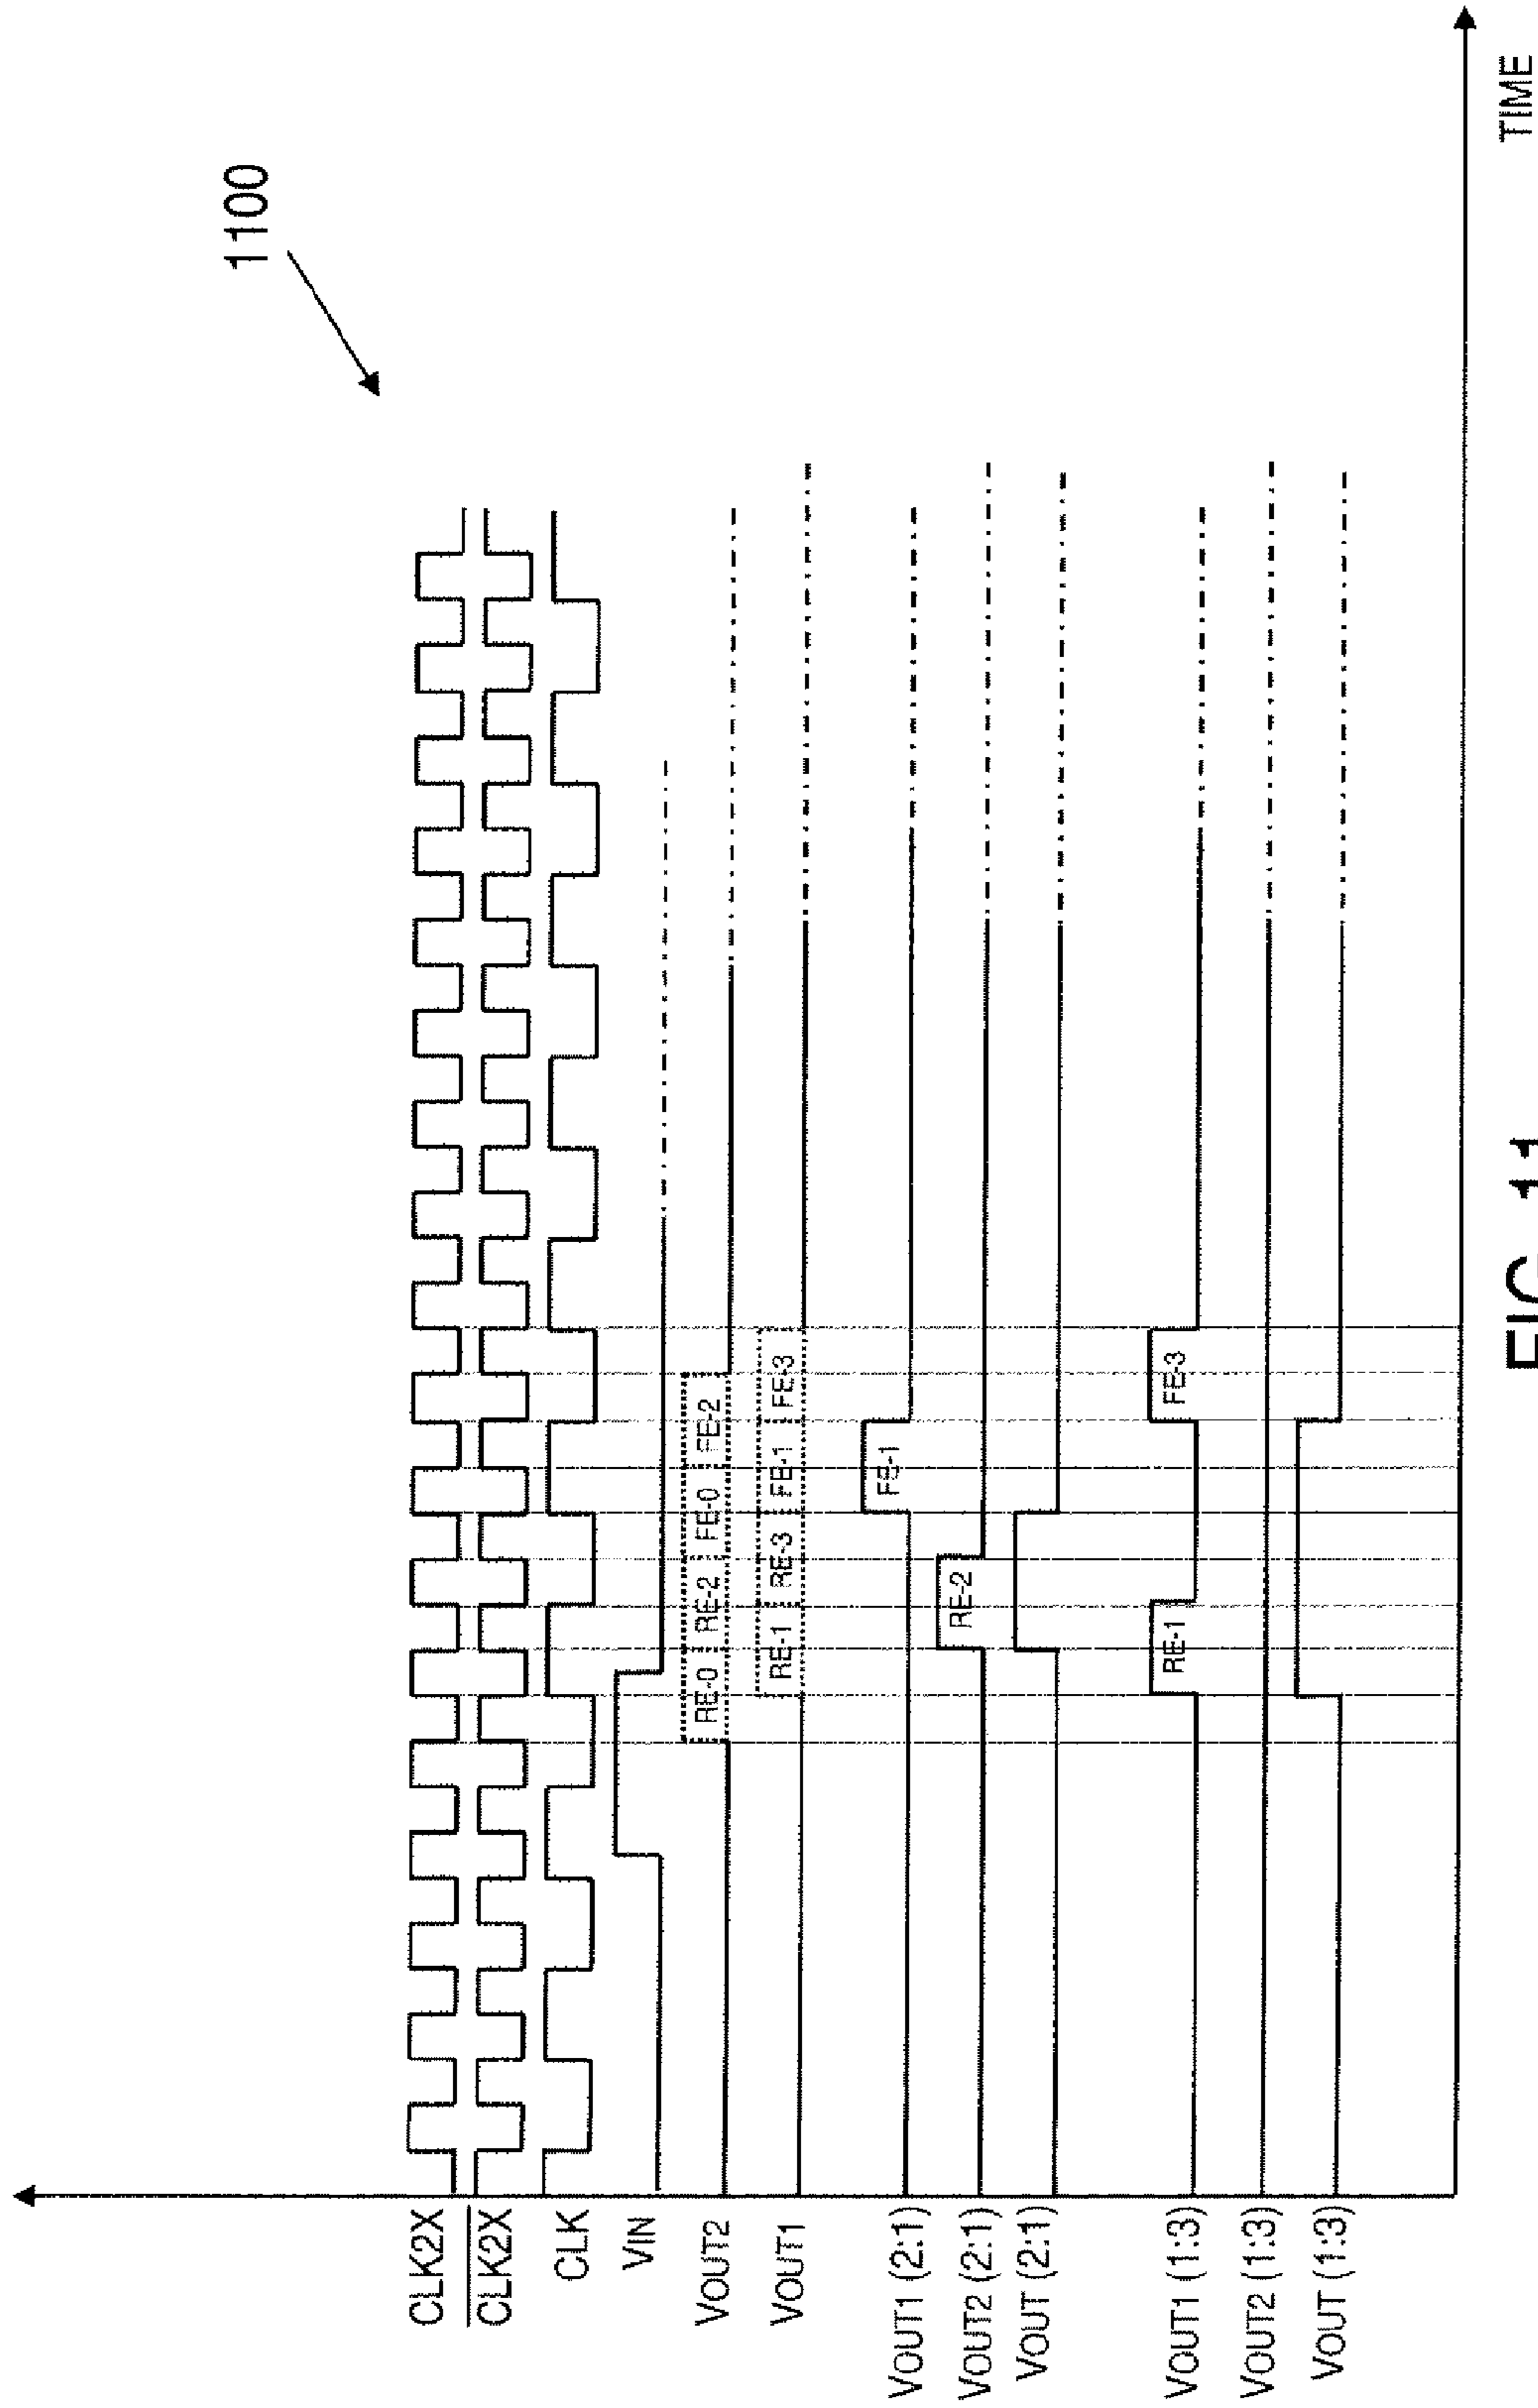 1100
CLK2X
CLK2X
CLK
VIN
VOUT2
RE-0 RE-2 FE-0 FE-2
VOUT1
RE-1 RE-3 FE-1 FE-3
VOUT1 (2:1)
FE-1
VOUT2 (2:1)
RE-2
VOUT (2:1)
VOUT1 (1:3)
RE-1 FE-3
VOUT2 (1:3)
VOUT (1:3)
TIME
FIG. 11